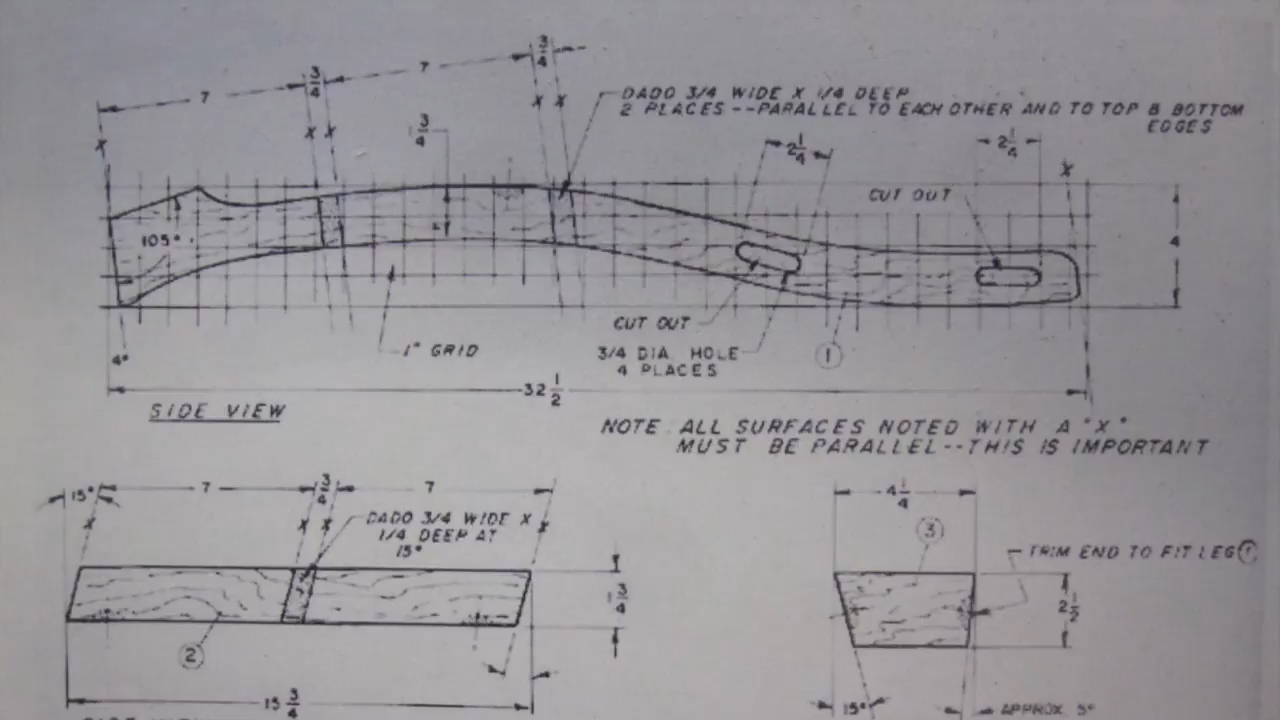 7
3/4
7
3/4
DADO 3/4 WIDE X 1/4 DEEP
2 PLACES--PARALLEL TO EACH OTHER AND TO TOP & BOTTOM
EDGES
X X
X X
X
1 3/4
2 1/4
2 1/4
X
CUT OUT
105°
4
CUT OUT
3/4 DIA. HOLE
4 PLACES
1
1" GRID
4°
32 1/2
SIDE VIEW
NOTE: ALL SURFACES NOTED WITH A "X"
MUST BE PARALLEL--THIS IS IMPORTANT
15°
7
3/4
7
X
X X
X
DADO 3/4 WIDE X
1/4 DEEP AT
15°
1 3/4
2
15 3/4
4 1/4
3
TRIM END TO FIT LEG 1
2 1/2
15°
APPROX. 5°